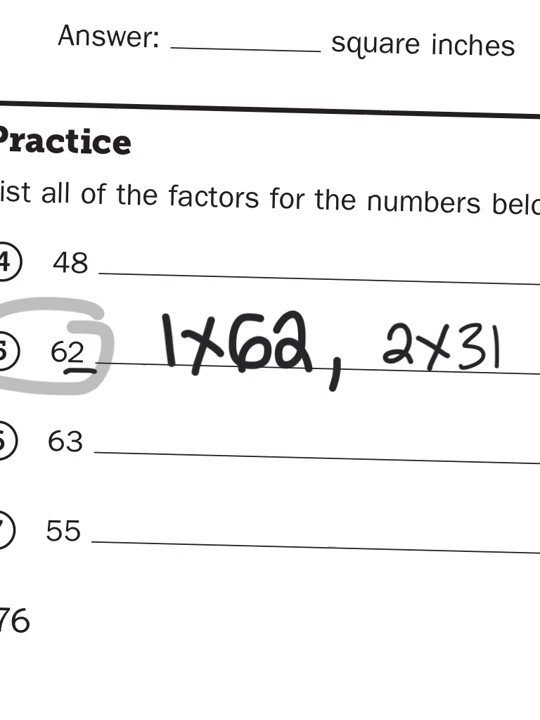 Answer: __________ square inches
Practice
ist all of the factors for the numbers belo
4 48
5 62 1×62, 2×31
6 63
7 55
76